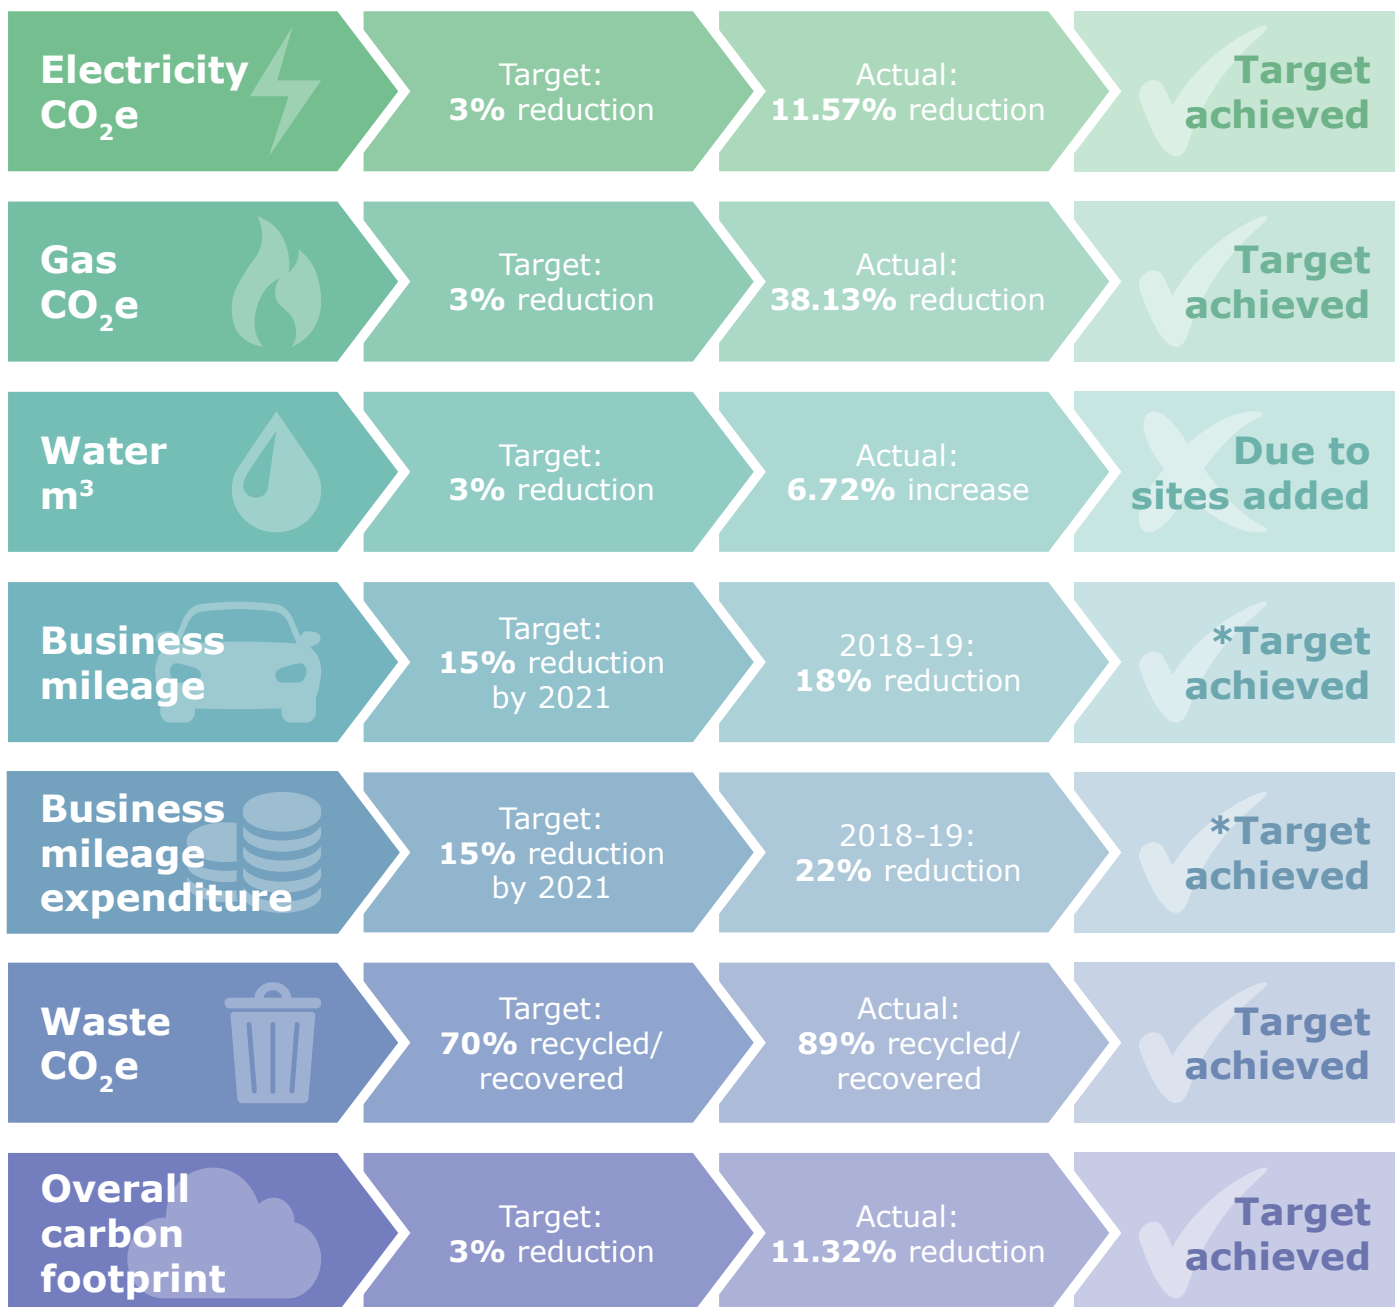 Electricity
CO₂e
Target:
3% reduction
Actual:
11.57% reduction
Target
achieved
Gas
CO₂e
Target:
3% reduction
Actual:
38.13% reduction
Target
achieved
Water
m³
Target:
3% reduction
Actual:
6.72% increase
Due to
sites added
Business
mileage
Target:
15% reduction
by 2021
2018-19:
18% reduction
*Target
achieved
Business
mileage
expenditure
Target:
15% reduction
by 2021
2018-19:
22% reduction
*Target
achieved
Waste
CO₂e
Target:
70% recycled/
recovered
Actual:
89% recycled/
recovered
Target
achieved
Overall
carbon
footprint
Target:
3% reduction
Actual:
11.32% reduction
Target
achieved